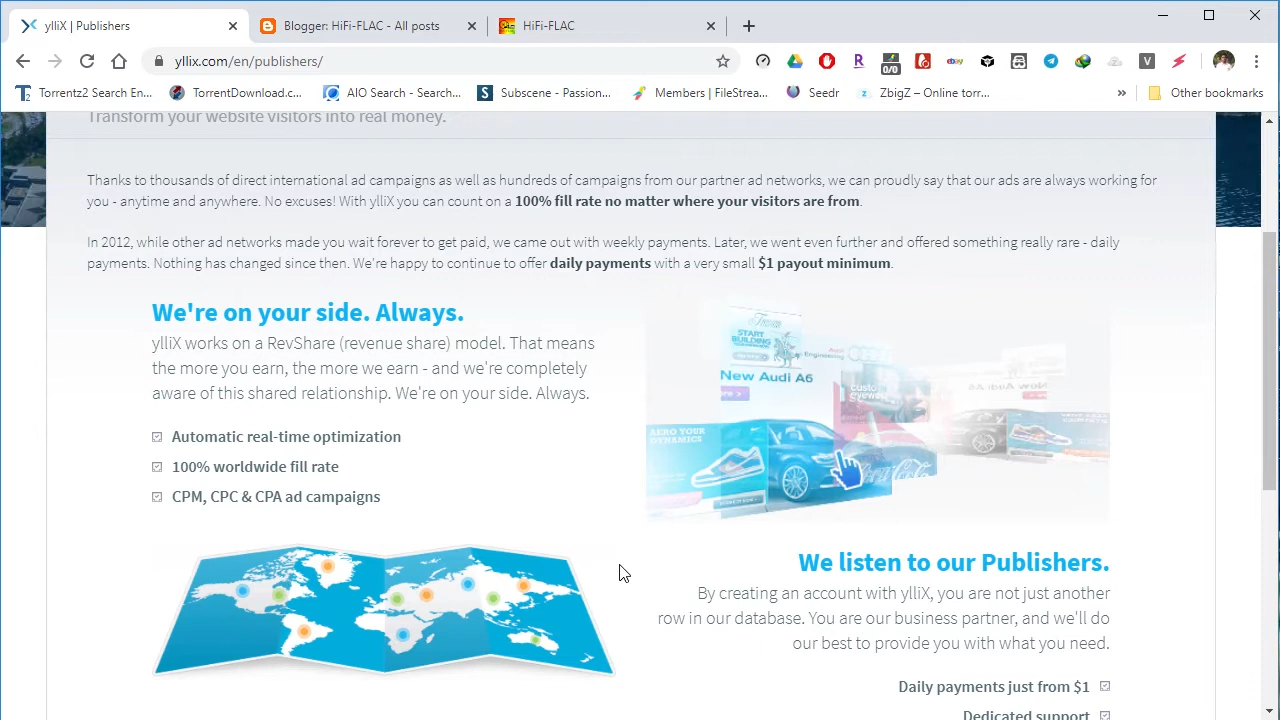 ylliX | Publishers
Blogger: HiFi-FLAC - All posts
HiFi-FLAC
yllix.com/en/publishers/
0/0
Torrentz2 Search En...
TorrentDownload.c...
AIO Search - Search...
Subscene - Passion...
Members | FileStrea...
Seedr
ZbigZ – Online torr...
»
Other bookmarks
Transform your website visitors into real money.
Thanks to thousands of direct international ad campaigns as well as hundreds of campaigns from our partner ad networks, we can proudly say that our ads are always working for
you - anytime and anywhere. No excuses! With ylliX you can count on a 100% fill rate no matter where your visitors are from.
In 2012, while other ad networks made you wait forever to get paid, we came out with weekly payments. Later, we went even further and offered something really rare - daily
payments. Nothing has changed since then. We're happy to continue to offer daily payments with a very small $1 payout minimum.
We're on your side. Always.
ylliX works on a RevShare (revenue share) model. That means
the more you earn, the more we earn - and we're completely
aware of this shared relationship. We're on your side. Always.
Automatic real-time optimization
100% worldwide fill rate
CPM, CPC & CPA ad campaigns
START
BUILDING
New Audi A6
AERO YOUR
DYNAMICS
Coca-Cola
We listen to our Publishers.
By creating an account with ylliX, you are not just another
row in our database. You are our business partner, and we'll do
our best to provide you with what you need.
Daily payments just from $1
Dedicated support